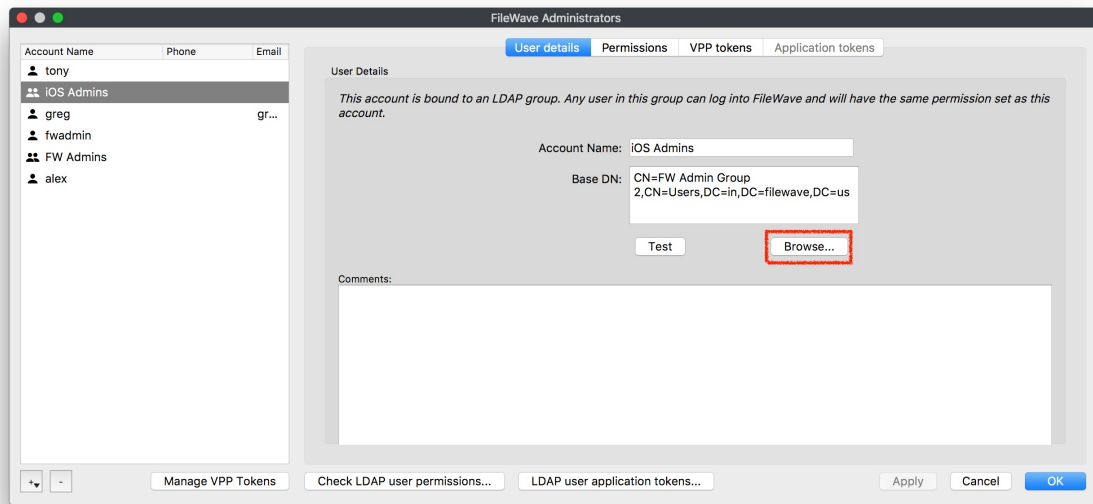 FileWave Administrators
Account Name Phone Email
tony
iOS Admins
greg gr...
fwadmin
FW Admins
alex
User details Permissions VPP tokens Application tokens
User Details
This account is bound to an LDAP group. Any user in this group can log into FileWave and will have the same permission set as this
account.
Account Name: iOS Admins
Base DN: CN=FW Admin Group
2,CN=Users,DC=in,DC=filewave,DC=us
Test Browse...
Comments:
+ - Manage VPP Tokens Check LDAP user permissions... LDAP user application tokens... Apply Cancel OK